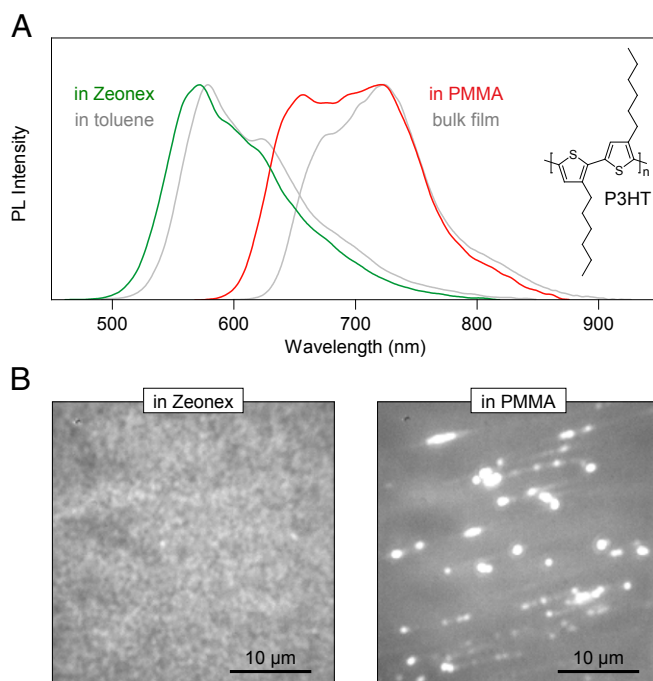 A
PL Intensity
in Zeonex
in toluene
in PMMA
bulk film
S
S
n
P3HT
500
600
700
800
900
Wavelength (nm)
B
in Zeonex
in PMMA
10 µm
10 µm